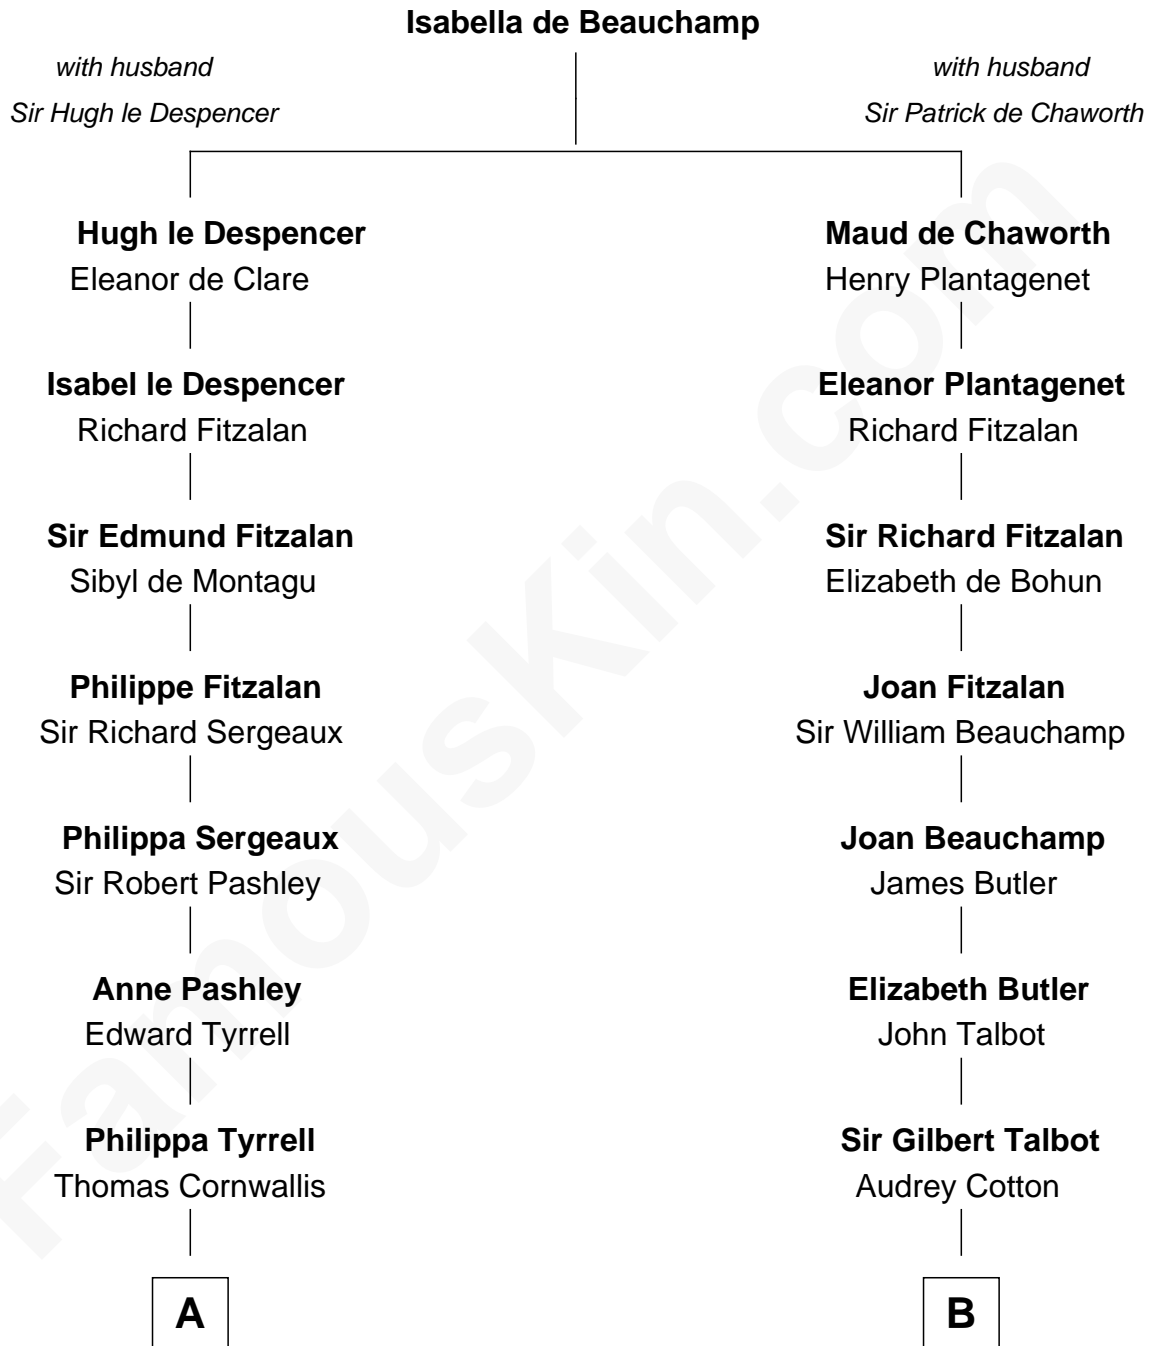 Isabella de Beauchamp
with husband
Sir Hugh le Despencer
with husband
Sir Patrick de Chaworth
Hugh le Despencer
Eleanor de Clare
Maud de Chaworth
Henry Plantagenet
Isabel le Despencer
Richard Fitzalan
Eleanor Plantagenet
Richard Fitzalan
Sir Edmund Fitzalan
Sibyl de Montagu
Sir Richard Fitzalan
Elizabeth de Bohun
Philippe Fitzalan
Sir Richard Sergeaux
Joan Fitzalan
Sir William Beauchamp
Philippa Sergeaux
Sir Robert Pashley
Joan Beauchamp
James Butler
Anne Pashley
Edward Tyrrell
Elizabeth Butler
John Talbot
Philippa Tyrrell
Thomas Cornwallis
Sir Gilbert Talbot
Audrey Cotton
A
B
FamousKin.com